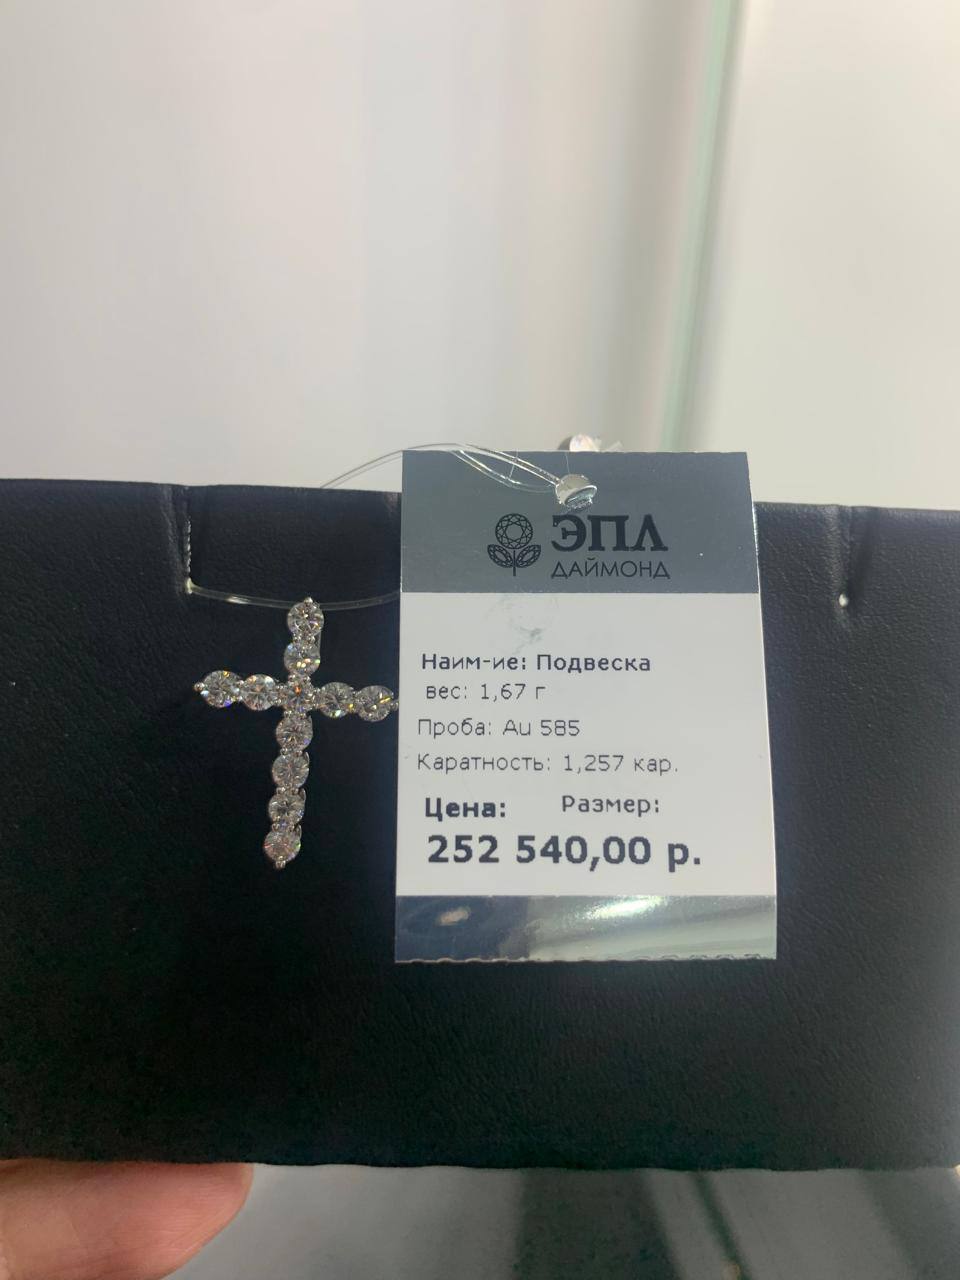 ЭПЛ
ДАЙМОНД
Наим-ие: Подвеска
вес: 1,67 г
Проба: Au 585
Каратность: 1,257 кар.
Цена: Размер:
252 540,00 р.